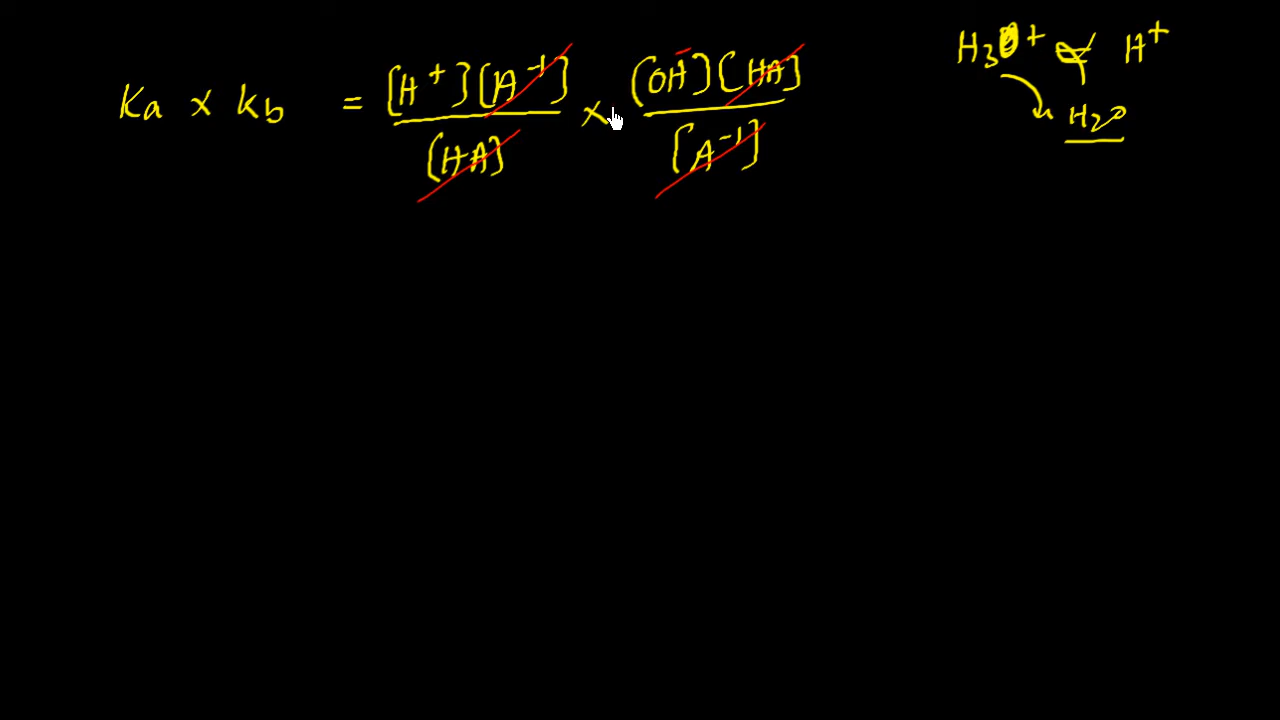 Ka x Kb = [H+][A-1] / [HA] x [OH-][HA] / [A-1]
H3O+ H+
H2O